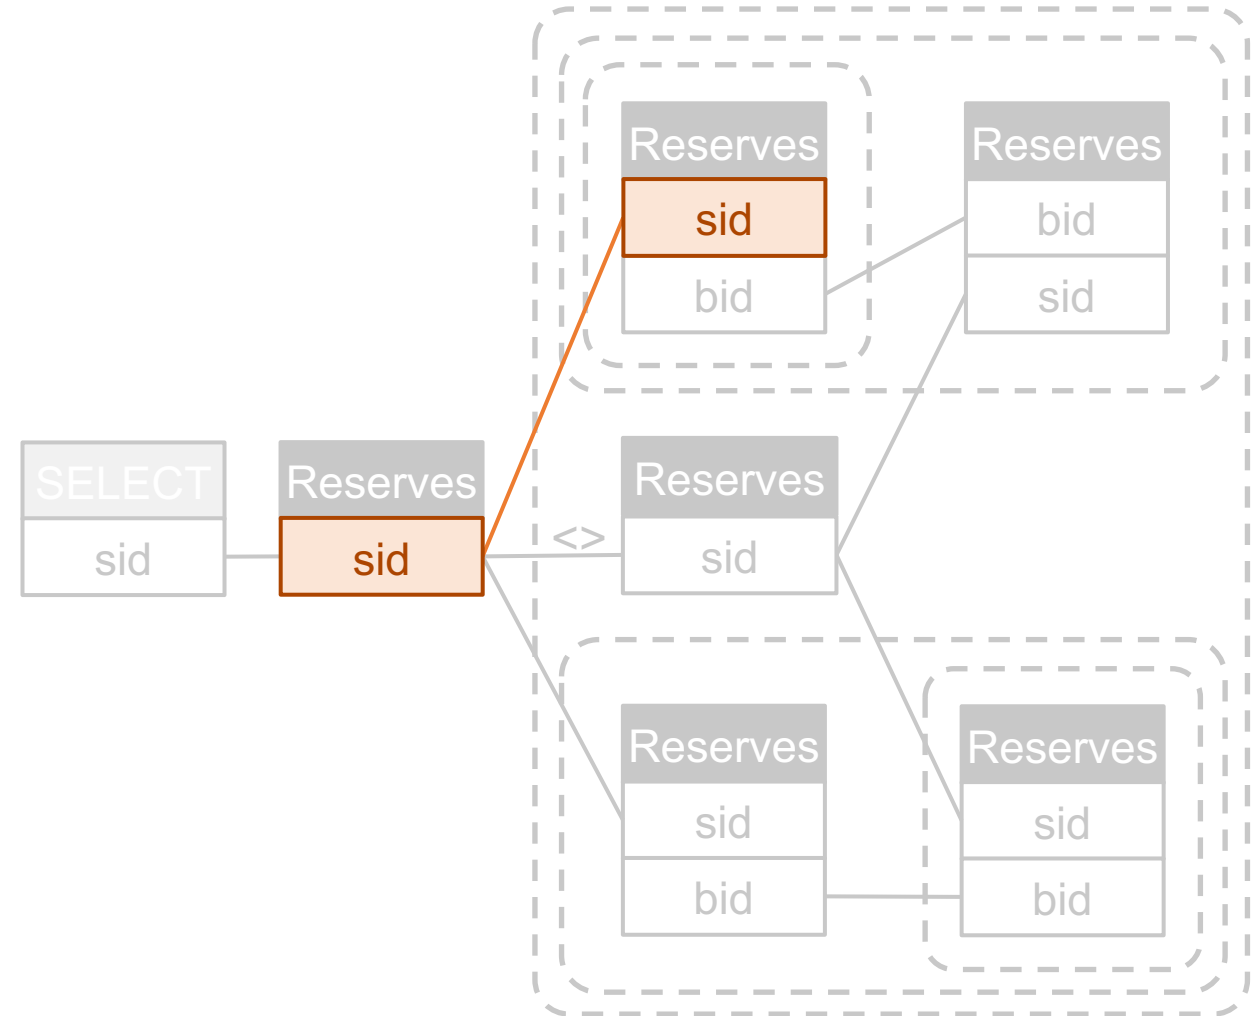 Reserves
sid
bid
Reserves
bid
sid
SELECT
sid
Reserves
sid
<>
Reserves
sid
Reserves
sid
bid
Reserves
sid
bid